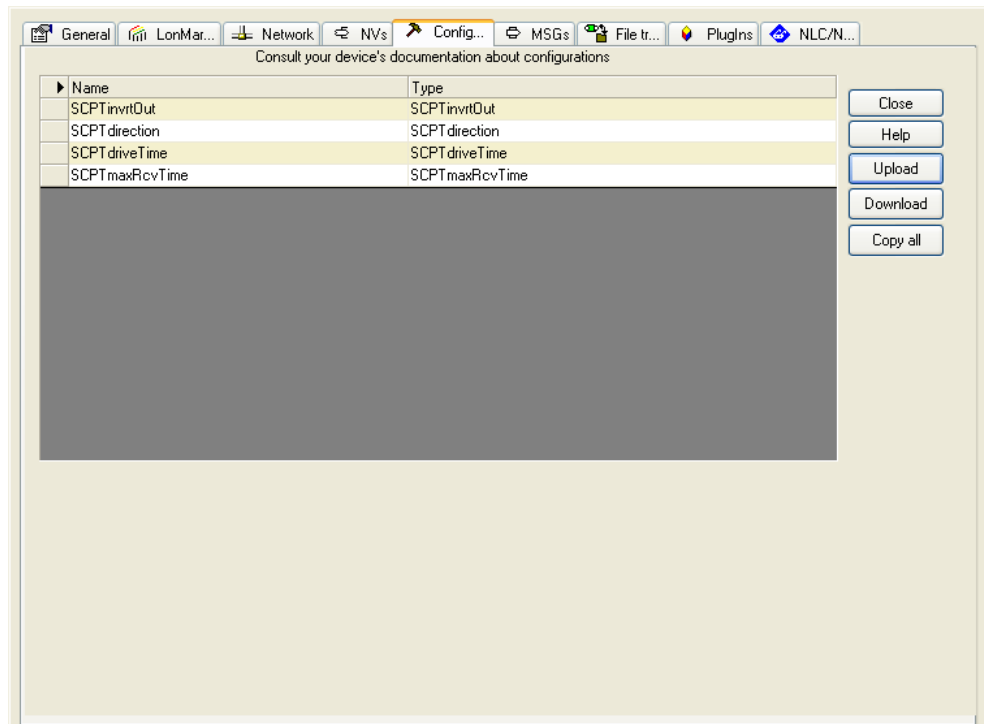 General LonMar... Network NVs Config... MSGs File tr... PlugIns NLC/N...
Consult your device's documentation about configurations
Name Type
SCPTinvrtOut SCPTinvrtOut
SCPTdirection SCPTdirection
SCPTdriveTime SCPTdriveTime
SCPTmaxRcvTime SCPTmaxRcvTime
Close
Help
Upload
Download
Copy all